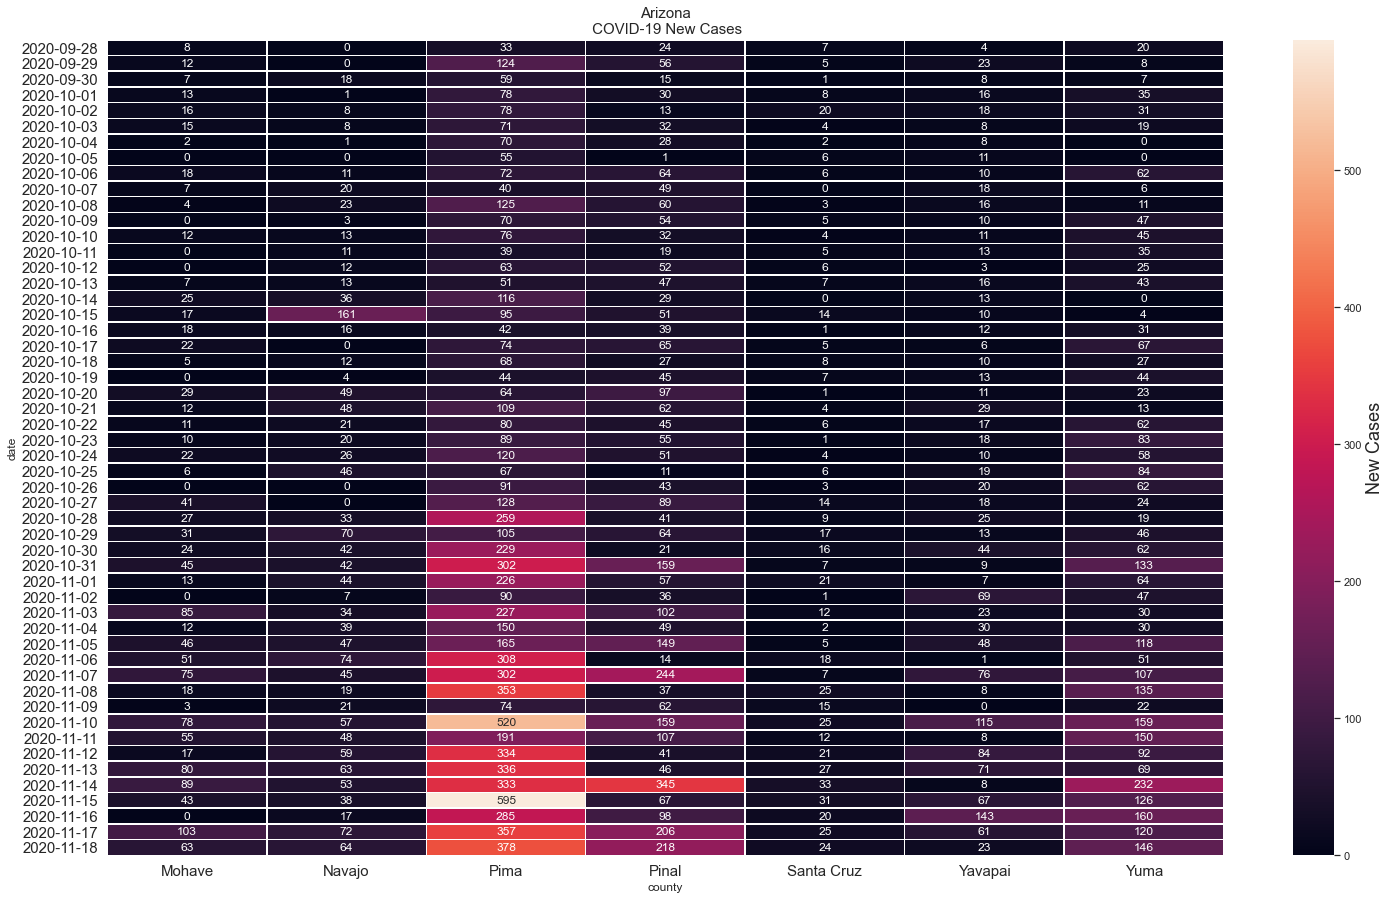 Arizona
COVID-19 New Cases
2020-09-28 8 0 33 24 7 4 20
2020-09-29 12 0 124 56 5 23 8
2020-09-30 7 18 59 15 1 8 7
2020-10-01 13 1 78 30 8 16 35
2020-10-02 16 8 78 13 20 18 31
2020-10-03 15 8 71 32 4 8 19
2020-10-04 2 1 70 28 2 8 0
2020-10-05 0 0 55 1 6 11 0
2020-10-06 18 11 72 64 6 10 62
2020-10-07 7 20 40 49 0 18 6
2020-10-08 4 23 125 60 3 16 11
2020-10-09 0 3 70 54 5 10 47
2020-10-10 12 13 76 32 4 11 45
2020-10-11 0 11 39 19 5 13 35
2020-10-12 0 12 63 52 6 3 25
2020-10-13 7 13 51 47 7 16 43
2020-10-14 25 36 116 29 0 13 0
2020-10-15 17 161 95 51 14 10 4
2020-10-16 18 16 42 39 1 12 31
2020-10-17 22 0 74 65 5 6 67
2020-10-18 5 12 68 27 8 10 27
2020-10-19 0 4 44 45 7 13 44
2020-10-20 29 49 64 97 1 11 23
2020-10-21 12 48 109 62 4 29 13
2020-10-22 11 21 80 45 6 17 62
2020-10-23 10 20 89 55 1 18 83
2020-10-24 22 26 120 51 4 10 58
2020-10-25 6 46 67 11 6 19 84
2020-10-26 0 0 91 43 3 20 62
2020-10-27 41 0 128 89 14 18 24
2020-10-28 27 33 259 41 9 25 19
2020-10-29 31 70 105 64 17 13 46
2020-10-30 24 42 229 21 16 44 62
2020-10-31 45 42 302 159 7 9 133
2020-11-01 13 44 226 57 21 7 64
2020-11-02 0 7 90 36 1 69 47
2020-11-03 85 34 227 102 12 23 30
2020-11-04 12 39 150 49 2 30 30
2020-11-05 46 47 165 149 5 48 118
2020-11-06 51 74 308 14 18 1 51
2020-11-07 75 45 302 244 7 76 107
2020-11-08 18 19 353 37 25 8 135
2020-11-09 3 21 74 62 15 0 22
2020-11-10 78 57 520 159 25 115 159
2020-11-11 55 48 191 107 12 8 150
2020-11-12 17 59 334 41 21 84 92
2020-11-13 80 63 336 46 27 71 69
2020-11-14 89 53 333 345 33 8 232
2020-11-15 43 38 595 67 31 67 126
2020-11-16 0 17 285 98 20 143 160
2020-11-17 103 72 357 206 25 61 120
2020-11-18 63 64 378 218 24 23 146
Mohave Navajo Pima Pinal Santa Cruz Yavapai Yuma
county
date
500
400
300
200
100
0
New Cases